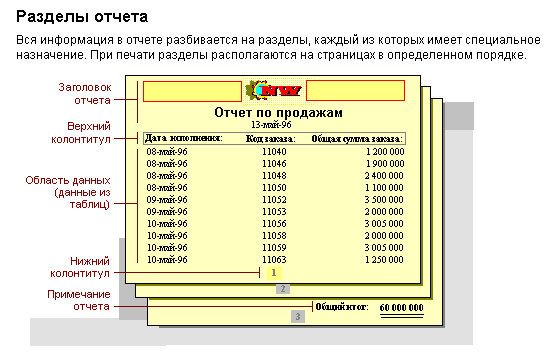 Разделы отчета
Вся информация в отчете разбивается на разделы, каждый из которых имеет специальное
назначение. При печати разделы располагаются на страницах в определенном порядке.
Заголовок
отчета
NW
Отчет по продажам
13-май-96
Верхний
колонтитул
Дата исполнения: Код заказа: Общая сумма заказа:
08-май-96 11040 1 200 000
08-май-96 11046 1 900 000
08-май-96 11048 2 400 000
08-май-96 11050 1 100 000
09-май-96 11052 3 500 000
09-май-96 11053 2 000 000
10-май-96 11056 3 005 000
10-май-96 11058 2 000 000
10-май-96 11059 3 005 000
10-май-96 11063 1 250 000
Область данных
(данные из
таблиц)
Нижний
колонтитул
1
2
Примечание
отчета
Общий итог: 60 000 000
3